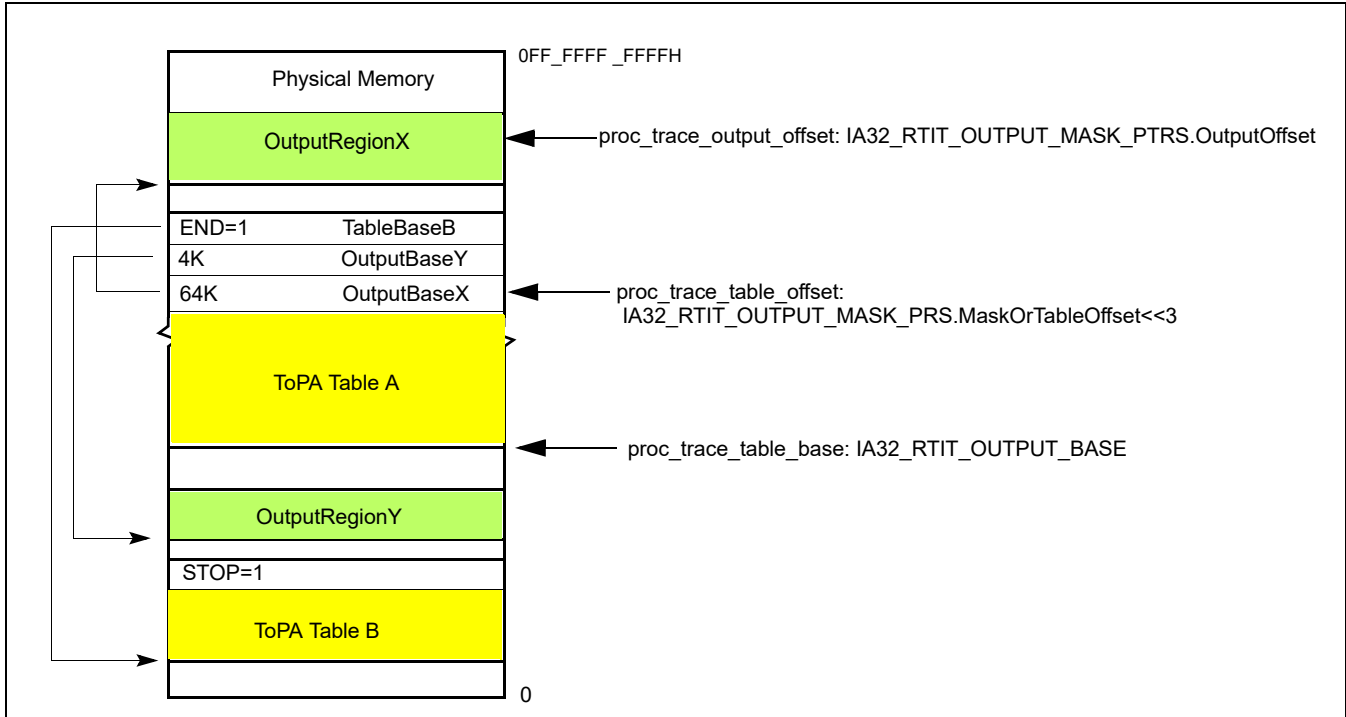 0FF_FFFF _FFFFH
Physical Memory
OutputRegionX
proc_trace_output_offset: IA32_RTIT_OUTPUT_MASK_PTRS.OutputOffset
END=1 TableBaseB
4K OutputBaseY
64K OutputBaseX
proc_trace_table_offset:
IA32_RTIT_OUTPUT_MASK_PRS.MaskOrTableOffset<<3
ToPA Table A
proc_trace_table_base: IA32_RTIT_OUTPUT_BASE
OutputRegionY
STOP=1
ToPA Table B
0